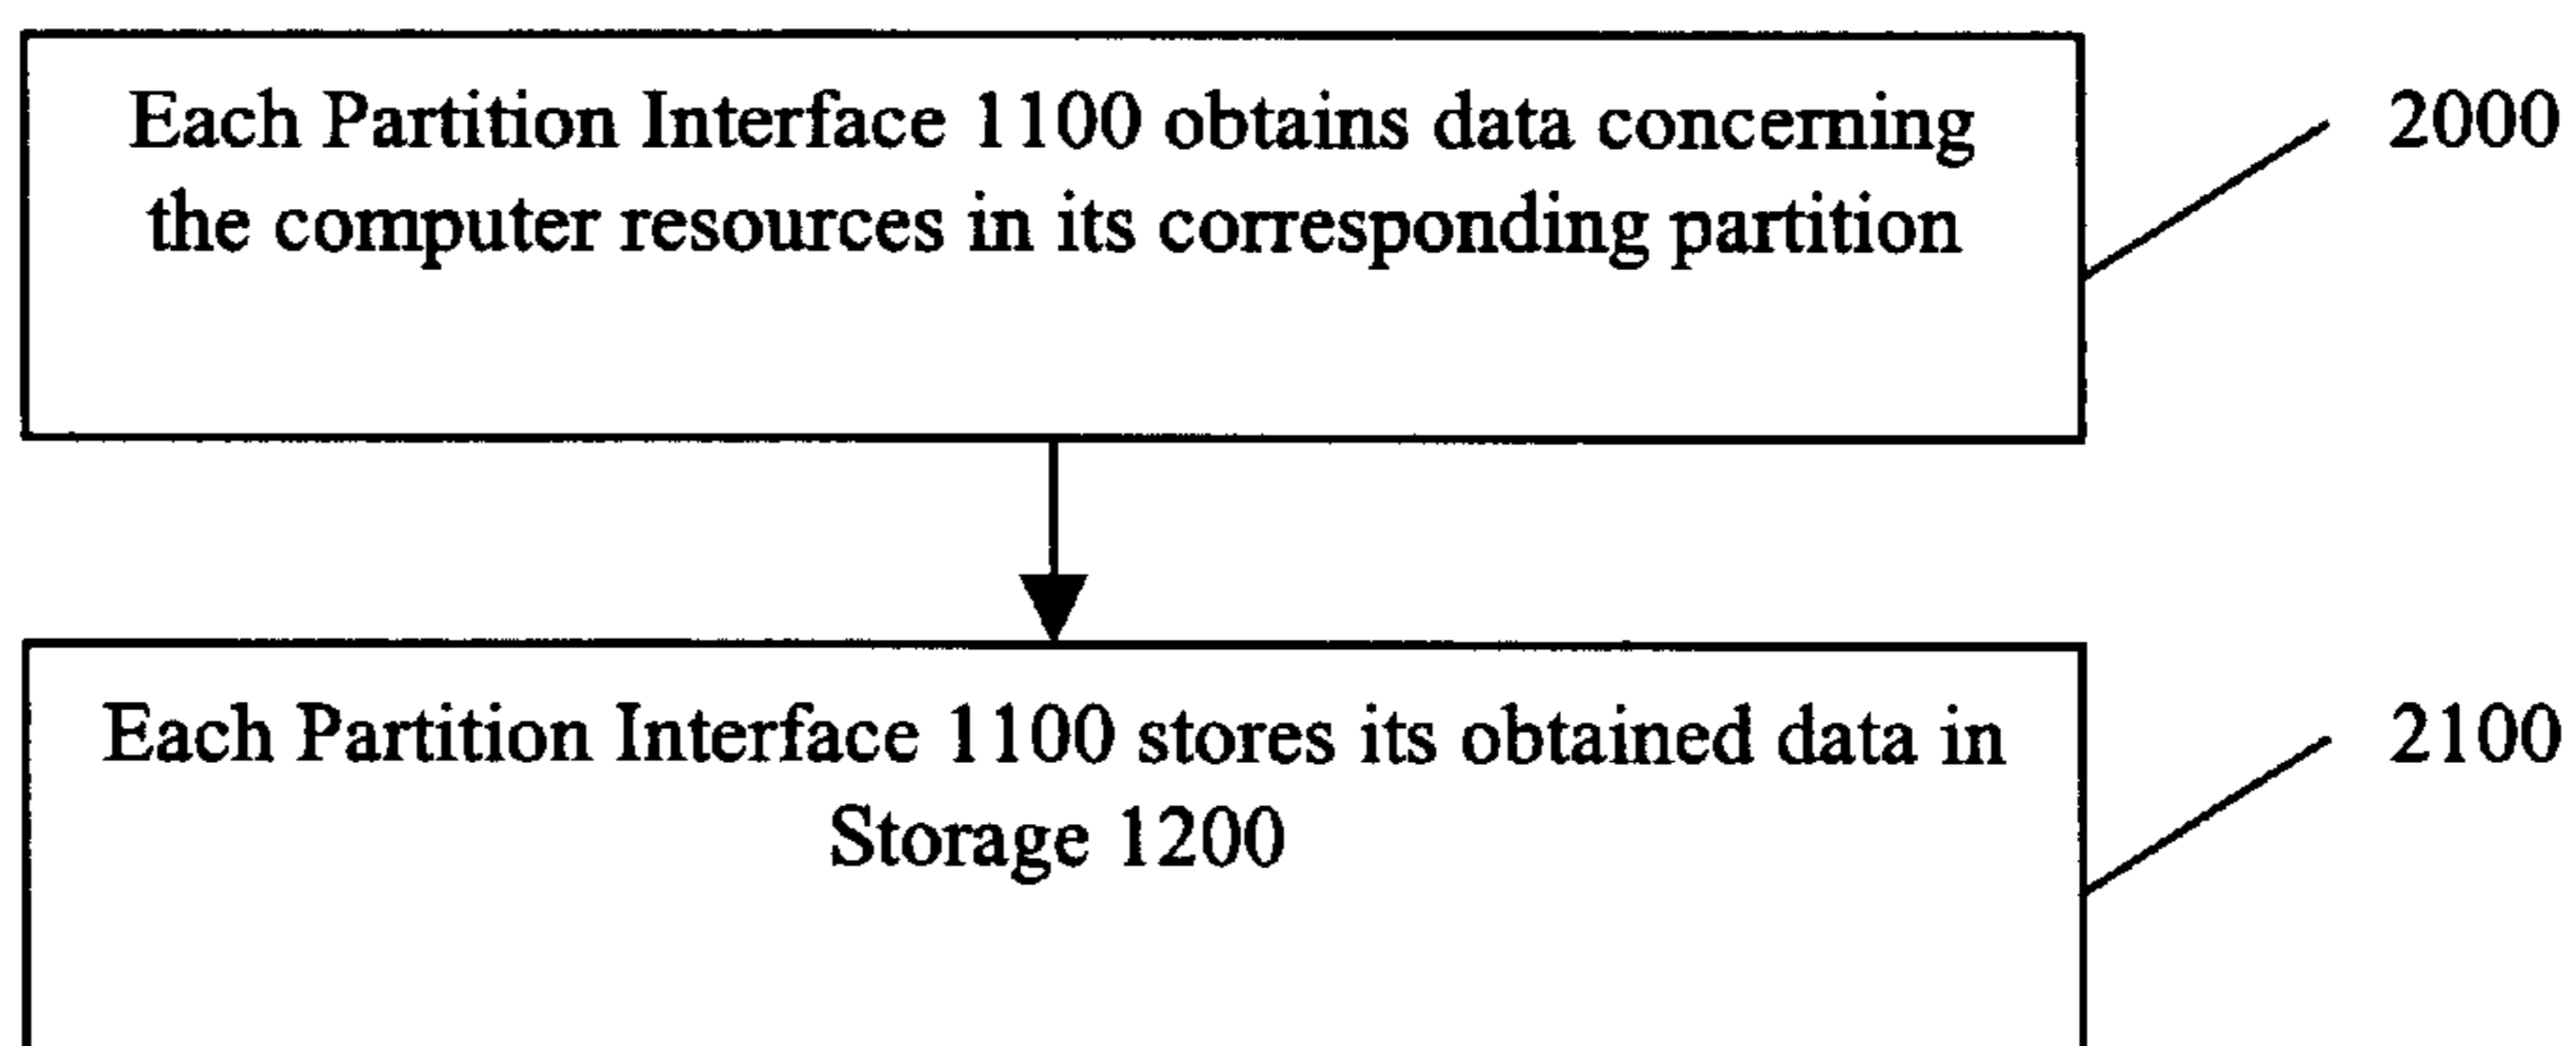 Each Partition Interface 1100 obtains data concerning
the computer resources in its corresponding partition
2000
Each Partition Interface 1100 stores its obtained data in
Storage 1200
2100